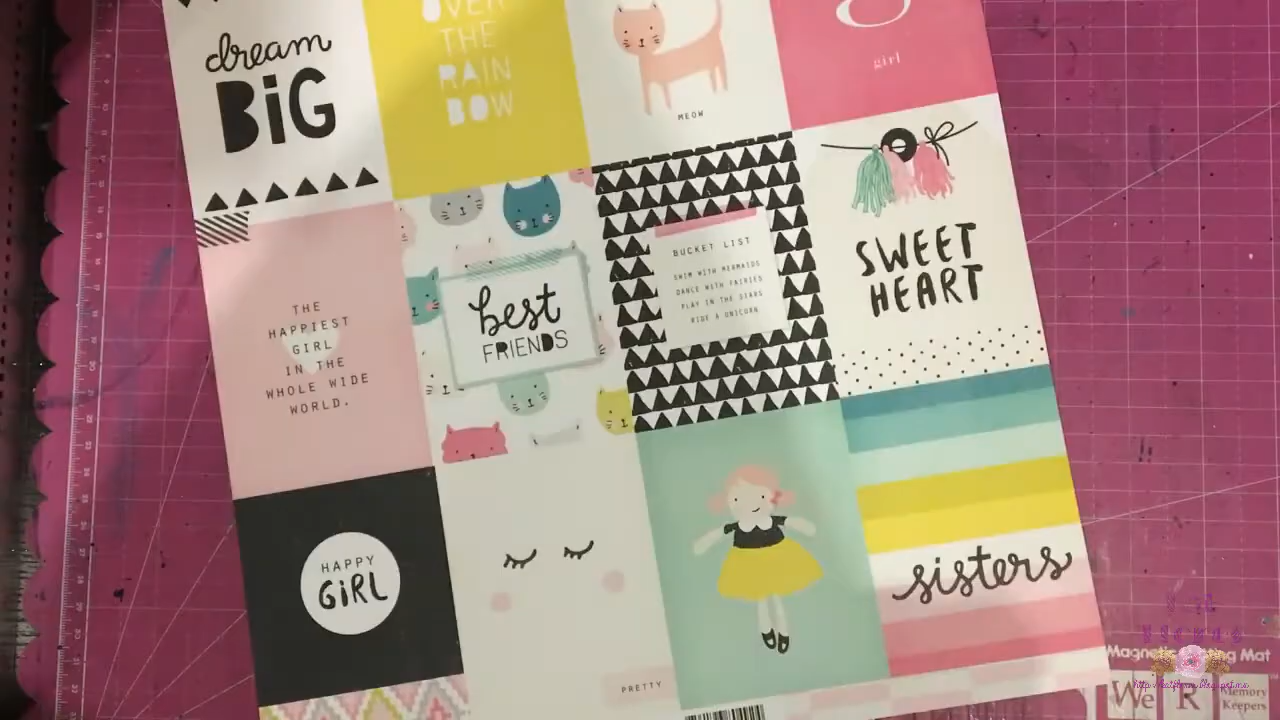 dream
BiG
OVER
THE
RAIN
BOW
MEOW
girl
THE
HAPPIEST
GIRL
IN THE
WHOLE WIDE
WORLD.
best
FRIENDS
BUCKET LIST
SWIM WITH MERMAIDS
DANCE WITH FAIRIES
PLAY IN THE STARS
RIDE A UNICORN
SWEET
HEART
HAPPY
GiRL
PRETTY
sisters
We R
Memory
Keepers